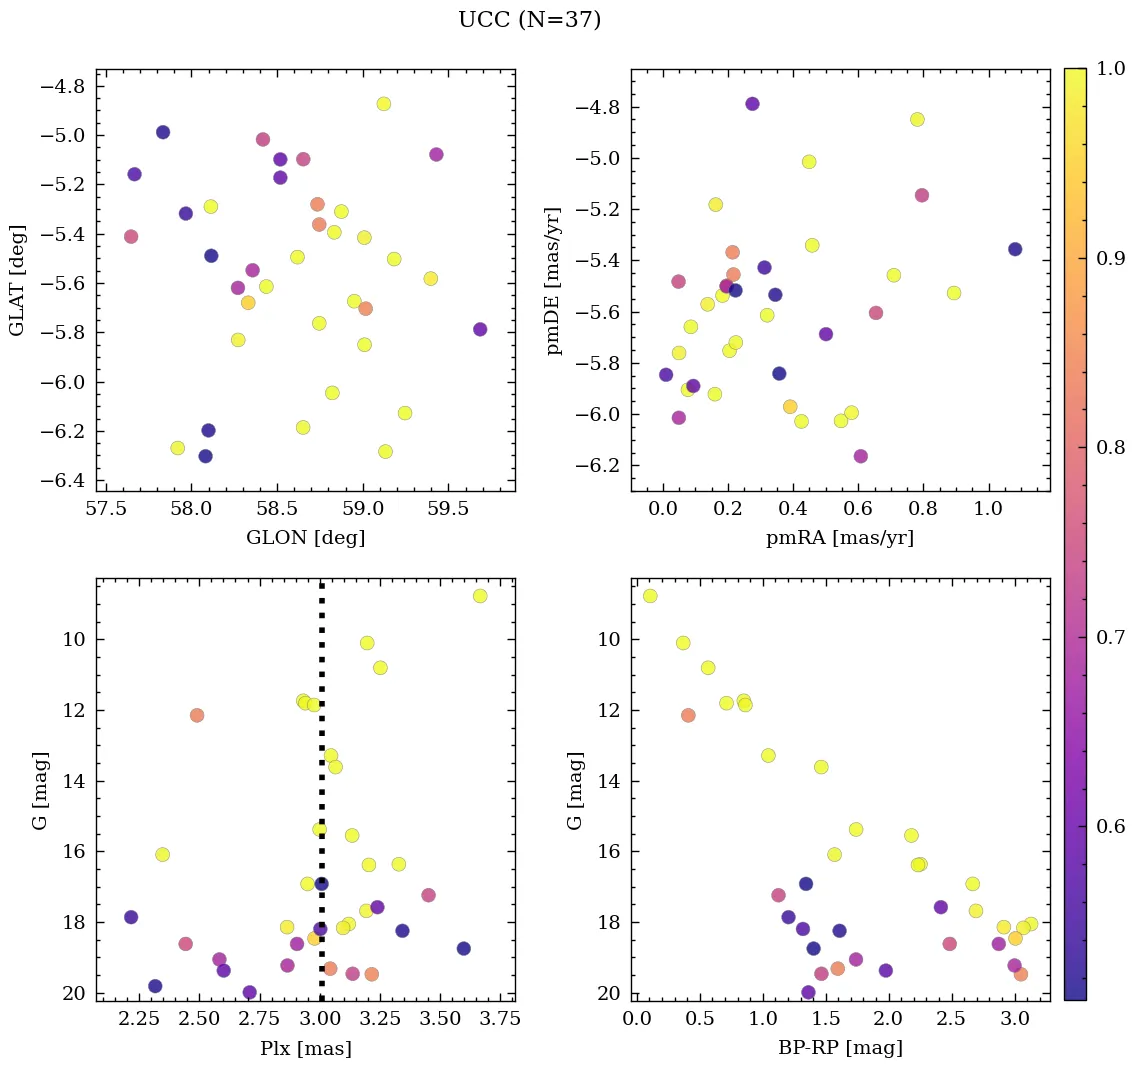 UCC (N=37)
−4.8
−5.0
−5.2
−5.4
−5.6
−5.8
−6.0
−6.2
−6.4
GLAT [deg]
57.5 58.0 58.5 59.0 59.5
GLON [deg]
−4.8
−5.0
−5.2
−5.4
−5.6
−5.8
−6.0
−6.2
pmDE [mas/yr]
0.0 0.2 0.4 0.6 0.8 1.0
pmRA [mas/yr]
1.0
0.9
0.8
0.7
0.6
10
12
14
16
18
20
G [mag]
2.25 2.50 2.75 3.00 3.25 3.50 3.75
Plx [mas]
10
12
14
16
18
20
G [mag]
0.0 0.5 1.0 1.5 2.0 2.5 3.0
BP-RP [mag]